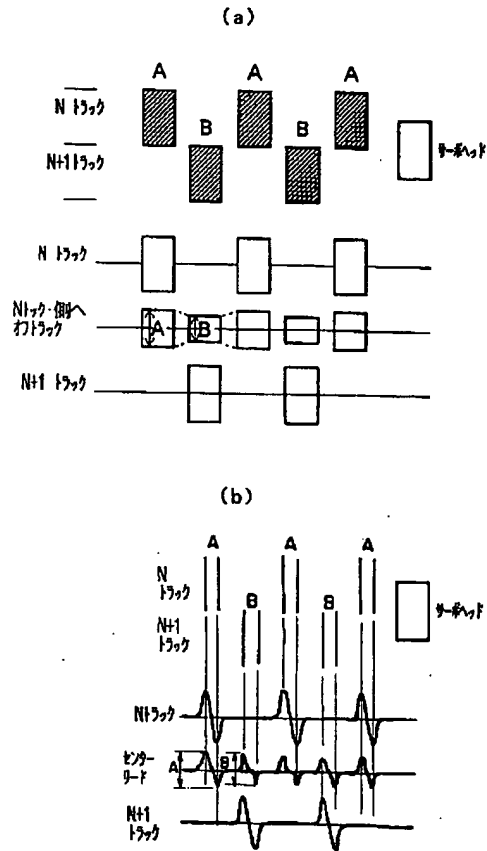 (a)
A A A
Nトラック
B B
サーボヘッド
N+1トラック
Nトラック
Nトック・側へ
オフトラック
A B
N+1トラック
(b)
A A A
N
トラック
B B
サーボヘッド
N+1
トラック
Nトラック
センター
ワード
A B
N+1
トラック